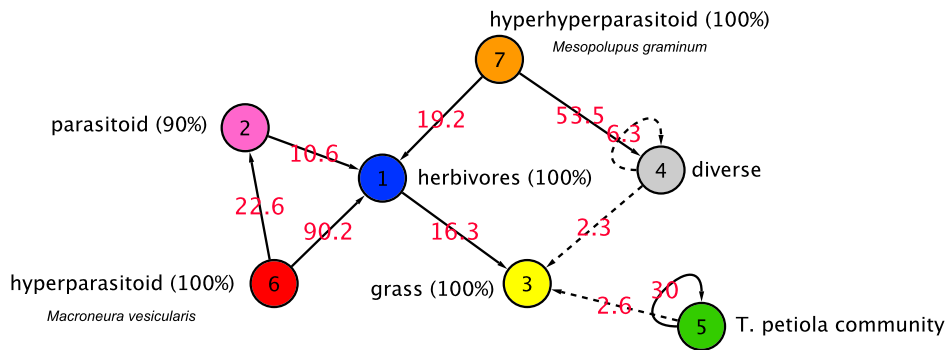 hyperhyperparasitoid (100%)
Mesopolupus graminum
7
parasitoid (90%)
2
19.2
53.5
6.3
10.6
1
herbivores (100%)
4
diverse
22.6
90.2
16.3
2.3
hyperparasitoid (100%)
6
grass (100%)
3
Macroneura vesicularis
2.6
30
5
T. petiola community